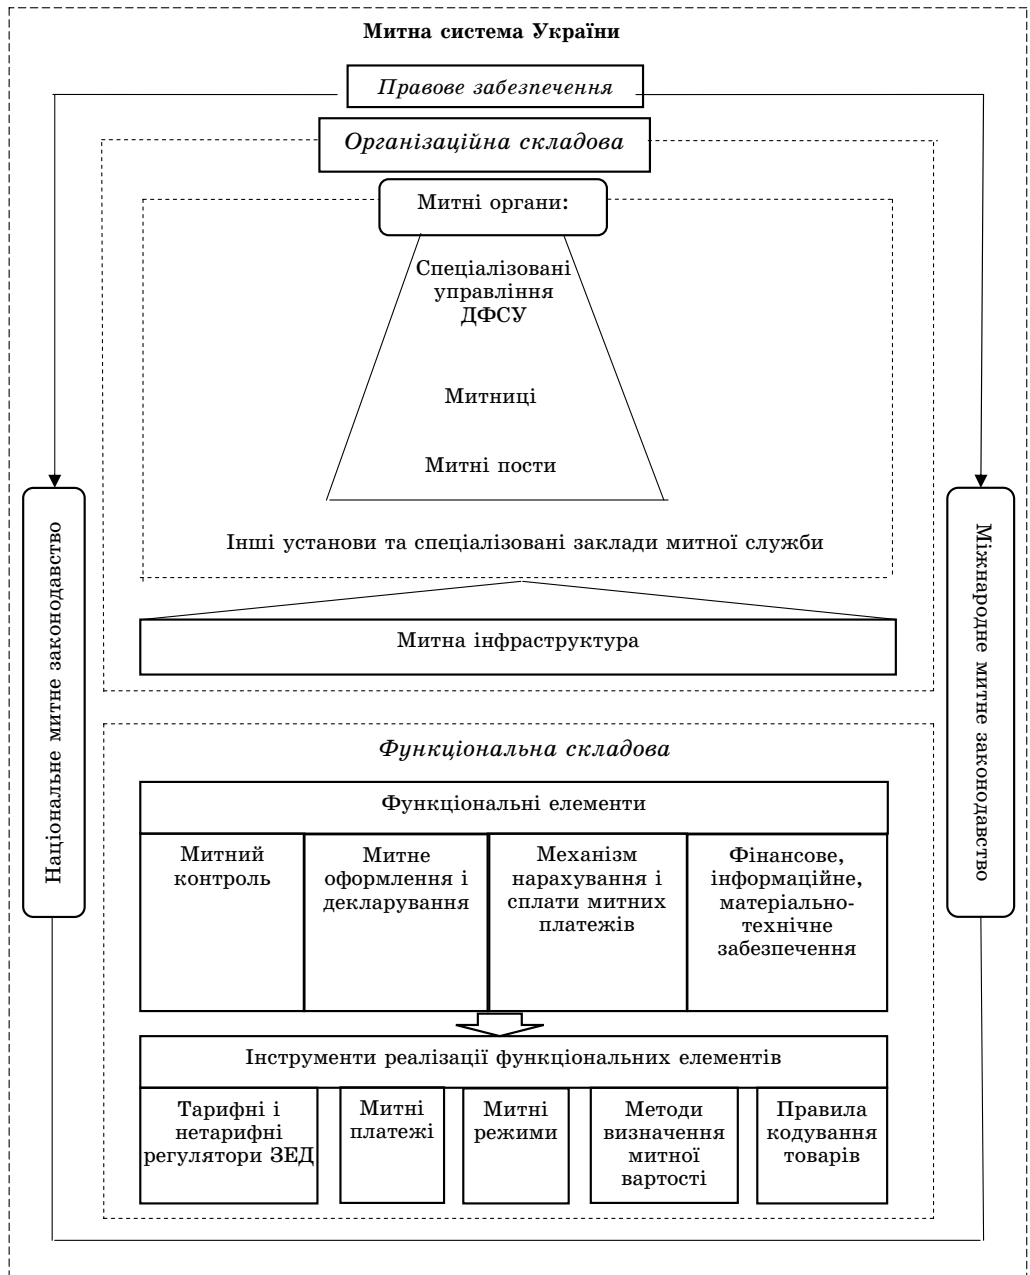 Митна система України
Правове забезпечення
Організаційна складова
Митні органи:
Спеціалізовані
управління
ДФСУ
Митниці
Митні пости
Інші установи та спеціалізовані заклади митної служби
Митна інфраструктура
Національне митне законодавство
Міжнародне митне законодавство
Функціональна складова
Функціональні елементи
Митний
контроль
Митне
оформлення і
декларування
Механізм
нарахування і
сплати митних
платежів
Фінансове,
інформаційне,
матеріально-
технічне
забезпечення
Інструменти реалізації функціональних елементів
Тарифні і
нетарифні
регулятори ЗЕД
Митні
платежі
Митні
режими
Методи
визначення
митної
вартості
Правила
кодування
товарів